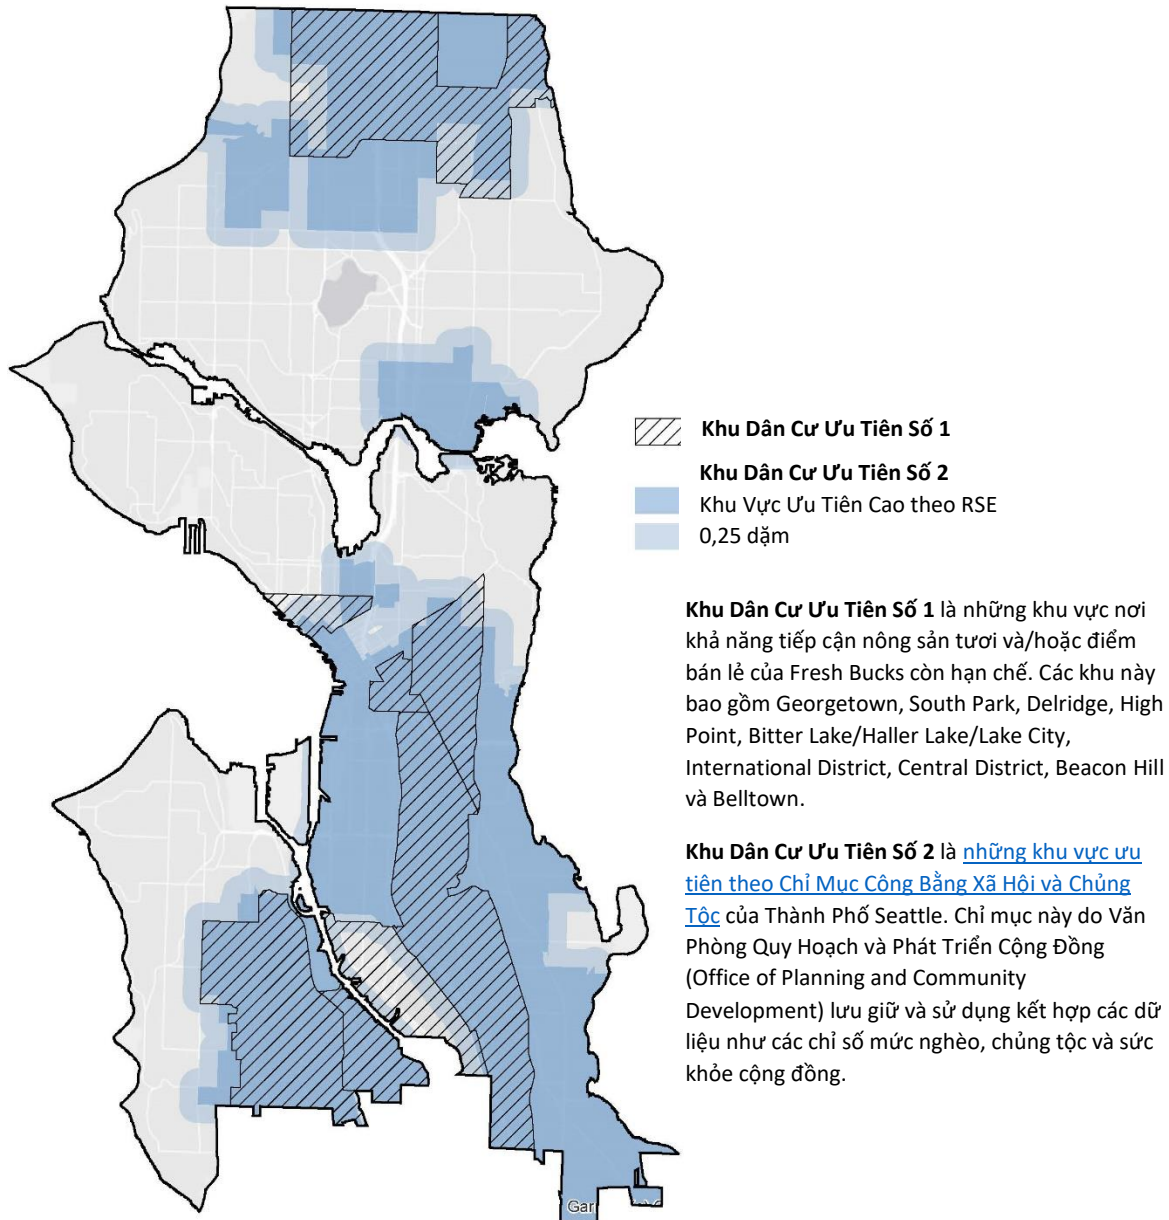 Khu Dân Cư Ưu Tiên Số 1
Khu Dân Cư Ưu Tiên Số 2
Khu Vực Ưu Tiên Cao theo RSE
0,25 dặm
Khu Dân Cư Ưu Tiên Số 1 là những khu vực nơi
khả năng tiếp cận nông sản tươi và/hoặc điểm
bán lẻ của Fresh Bucks còn hạn chế. Các khu này
bao gồm Georgetown, South Park, Delridge, High
Point, Bitter Lake/Haller Lake/Lake City,
International District, Central District, Beacon Hill
và Belltown.
Khu Dân Cư Ưu Tiên Số 2 là những khu vực ưu
tiên theo Chỉ Mục Công Bằng Xã Hội và Chủng
Tộc của Thành Phố Seattle. Chỉ mục này do Văn
Phòng Quy Hoạch và Phát Triển Cộng Đồng
(Office of Planning and Community
Development) lưu giữ và sử dụng kết hợp các dữ
liệu như các chỉ số mức nghèo, chủng tộc và sức
khỏe cộng đồng.